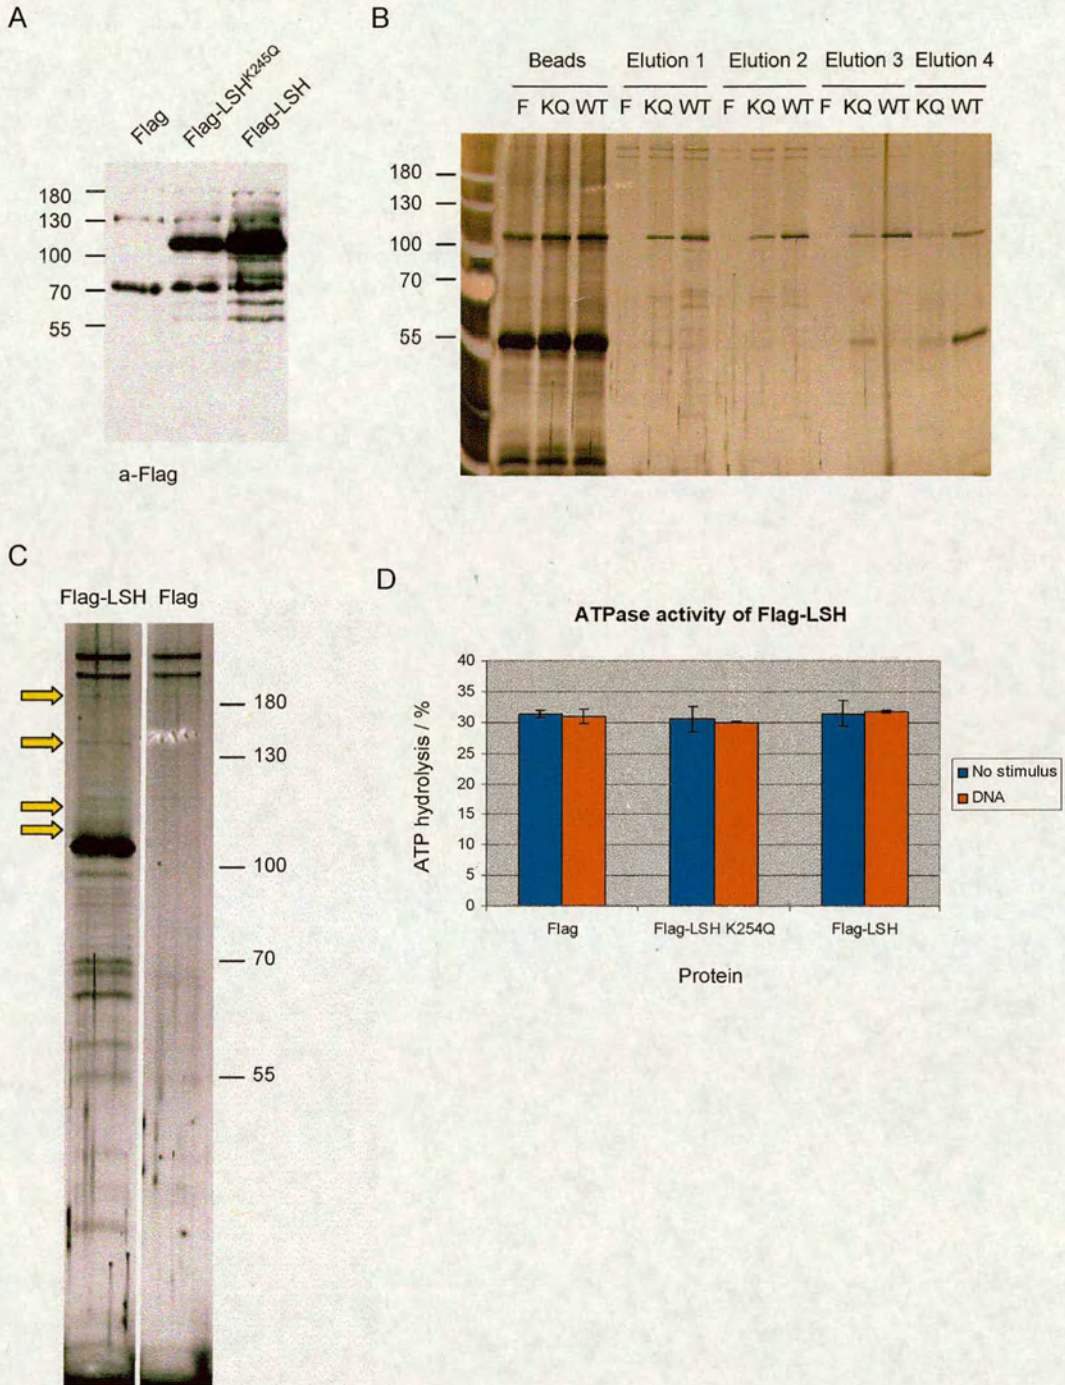 A
Flag
Flag-LSH^K245Q
Flag-LSH
180
130
100
70
55
a-Flag
B
Beads Elution 1 Elution 2 Elution 3 Elution 4
F KQ WT F KQ WT F KQ WT F KQ WT KQ WT
180
130
100
70
55
C
Flag-LSH Flag
180
130
100
70
55
D
ATPase activity of Flag-LSH
ATP hydrolysis / %
40
35
30
25
20
15
10
5
0
Flag Flag-LSH K254Q Flag-LSH
Protein
No stimulus
DNA